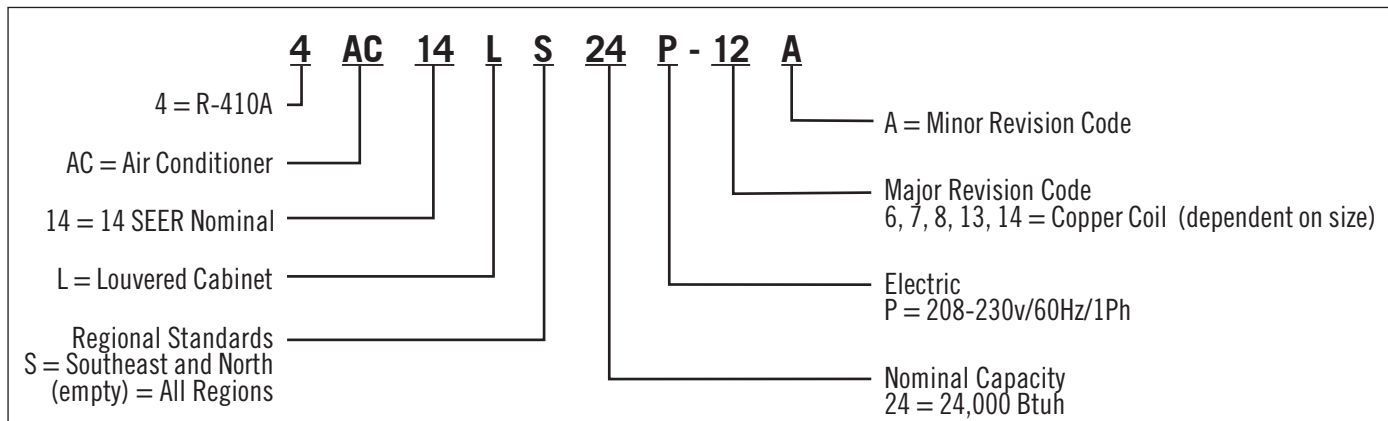 4 AC 14 L S 24 P - 12 A
4 = R-410A
AC = Air Conditioner
14 = 14 SEER Nominal
L = Louvered Cabinet
Regional Standards
S = Southeast and North
(empty) = All Regions
A = Minor Revision Code
Major Revision Code
6, 7, 8, 13, 14 = Copper Coil (dependent on size)
Electric
P = 208-230v/60Hz/1Ph
Nominal Capacity
24 = 24,000 Btuh